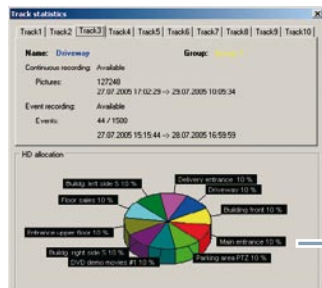 Track statistics
Track1 Track2 Track3 Track4 Track5 Track6 Track7 Track8 Track9 Track10
Name: Driveway Group:
Continuous recording: Available
Pictures: 127248
27.07.2005 17:02:29 -> 29.07.2005 10:05:34
Event recording: Available
Events: 44 / 1500
27.07.2005 15:15:44 -> 28.07.2005 16:59:59
HD allocation
Delivery entrance 10 %
Buildg. left side 5 10 %
Driveway 10 %
Floor sales 10 %
Building front 10 %
Entrance upper floor 10 %
Main entrance 10 %
Buildg. right side 5 10 %
Parking area PTZ 10 %
DVD demo movies #1 10 %